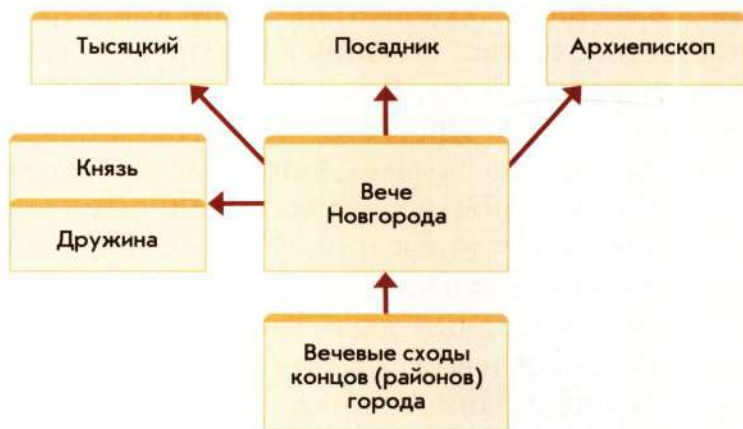 Тысяцкий
Посадник
Архиепископ
Князь
Дружина
Вече
Новгорода
Вечевые сходы
концов (районов)
города